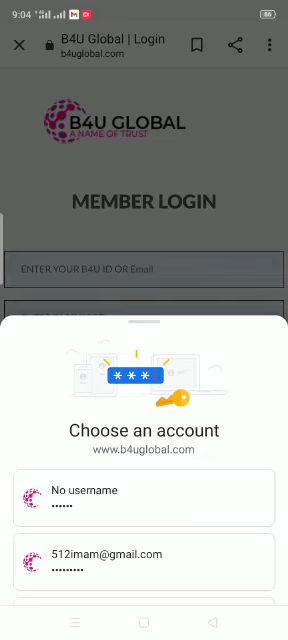 9:04
86
B4U Global | Login
b4uglobal.com
B4U GLOBAL
A NAME OF TRUST
MEMBER LOGIN
ENTER YOUR B4U ID OR Email
* * *
Choose an account
www.b4uglobal.com
No username
••••••
512imam@gmail.com
•••••••••